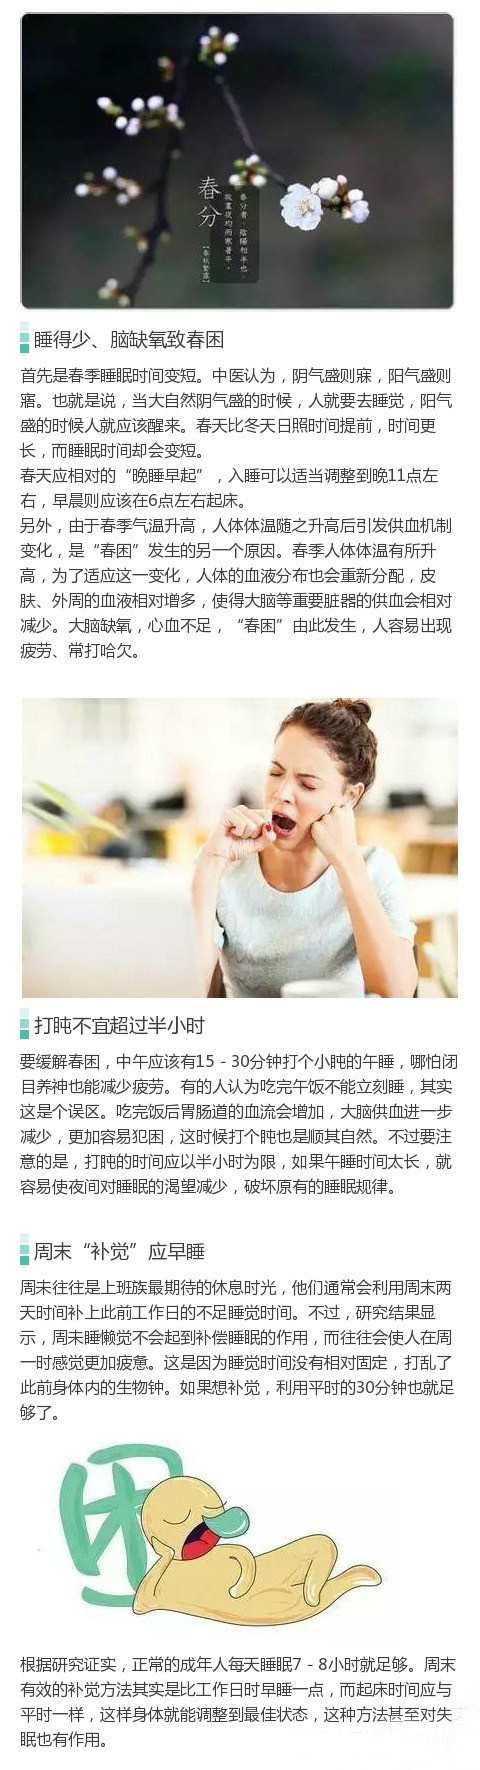 春分
春分者，陰陽相半也，
故晝夜均而寒暑平。
【春秋繁露】
睡得少、脑缺氧致春困
首先是春季睡眠时间变短。中医认为，阴气盛则寐，阳气盛则
寤。也就是说，当大自然阴气盛的时候，人就要去睡觉，阳气
盛的时候人就应该醒来。春天比冬天日照时间提前，时间更
长，而睡眠时间却会变短。
春天应相对的“晚睡早起”，入睡可以适当调整到晚11点左
右，早晨则应该在6点左右起床。
另外，由于春季气温升高，人体体温随之升高后引发供血机制
变化，是“春困”发生的另一个原因。春季人体体温有所升
高，为了适应这一变化，人体的血液分布也会重新分配，皮
肤、外周的血液相对增多，使得大脑等重要脏器的供血会相对
减少。大脑缺氧，心血不足，“春困”由此发生，人容易出现
疲劳、常打哈欠。
打盹不宜超过半小时
要缓解春困，中午应该有15－30分钟打个小盹的午睡，哪怕闭
目养神也能减少疲劳。有的人认为吃完午饭不能立刻睡，其实
这是个误区。吃完饭后胃肠道的血流会增加，大脑供血进一步
减少，更加容易犯困，这时候打个盹也是顺其自然。不过要注
意的是，打盹的时间应以半小时为限，如果午睡时间太长，就
容易使夜间对睡眠的渴望减少，破坏原有的睡眠规律。
周末“补觉”应早睡
周未往往是上班族最期待的休息时光，他们通常会利用周末两
天时间补上此前工作日的不足睡觉时间。不过，研究结果显
示，周未睡懒觉不会起到补偿睡眠的作用，而往往会使人在周
一时感觉更加疲惫。这是因为睡觉时间没有相对固定，打乱了
此前身体内的生物钟。如果想补觉，利用平时的30分钟也就足
够了。
困
根据研究证实，正常的成年人每天睡眠7－8小时就足够。周末
有效的补觉方法其实是比工作日时早睡一点，而起床时间应与
平时一样，这样身体就能调整到最佳状态，这种方法甚至对失
眠也有作用。